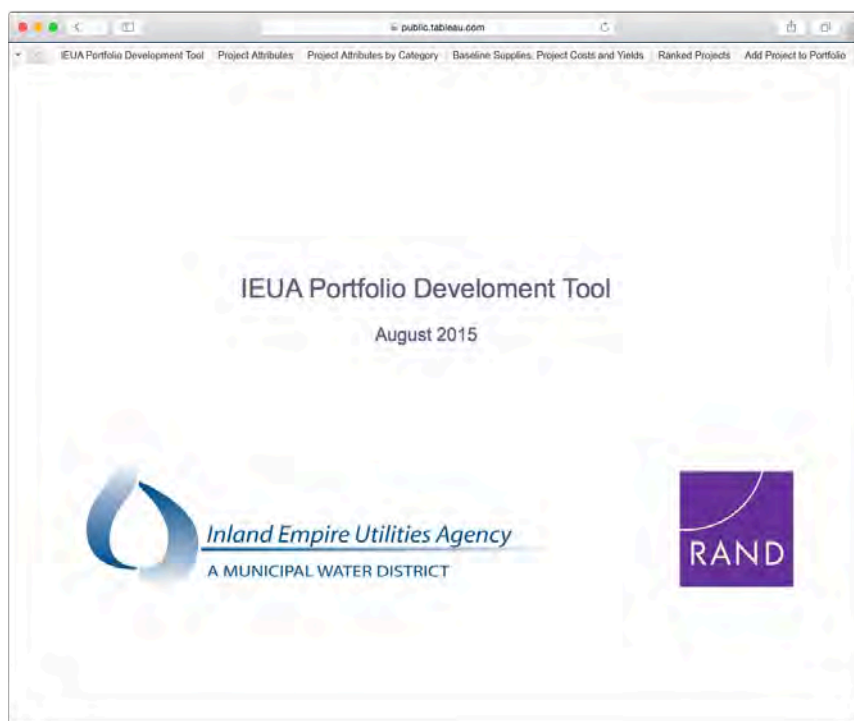 public.tableau.com
IEUA Portfolio Development Tool Project Attributes Project Attributes by Category Baseline Supplies, Project Costs and Yields Ranked Projects Add Project to Portfolio
IEUA Portfolio Develoment Tool
August 2015
Inland Empire Utilities Agency
A MUNICIPAL WATER DISTRICT
RAND